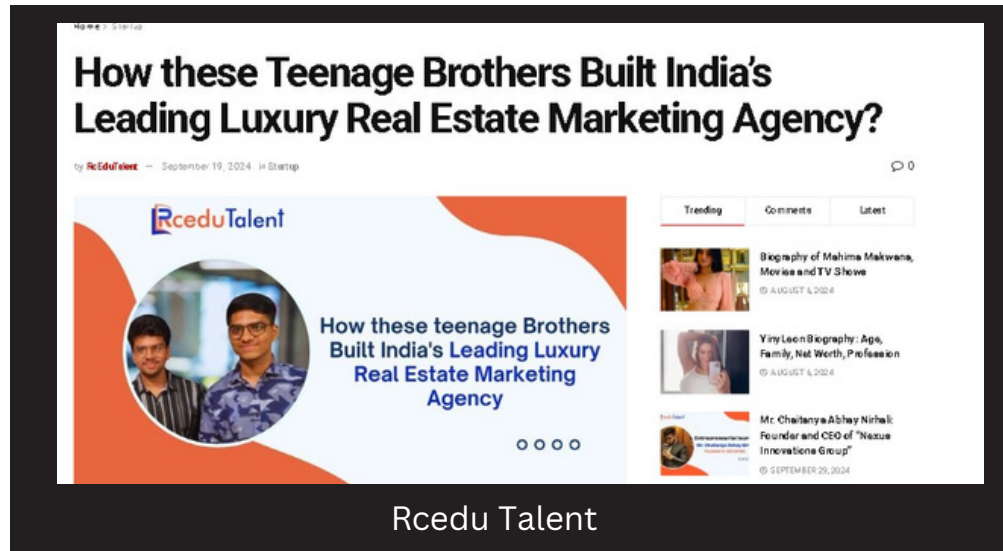 Home > Startup
How these Teenage Brothers Built India's
Leading Luxury Real Estate Marketing Agency?
by RcEduTalent — September 19, 2024 in Startup
0
RceduTalent
How these teenage Brothers
Built India's Leading Luxury
Real Estate Marketing
Agency
Trending Comments Latest
Biography of Mahima Makwana,
Movies and TV Shows
AUGUST 6, 2024
Yiny Leon Biography: Age,
Family, Net Worth, Profession
AUGUST 6, 2024
Mr. Chaitanya Abhay Nirhali:
Founder and CEO of "Nexus
Innovations Group"
SEPTEMBER 29, 2024
Rcedu Talent